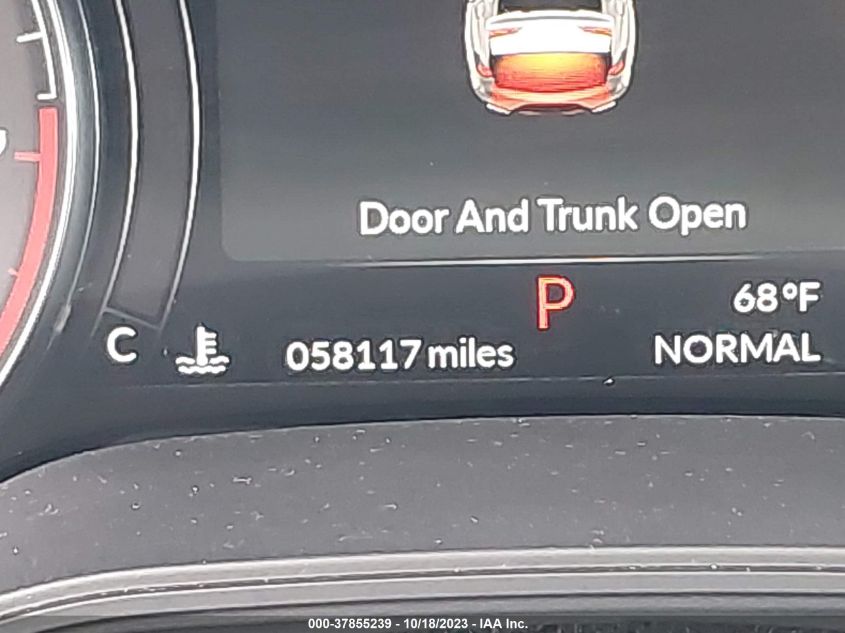 Door And Trunk Open
P
68°F
C
058117 miles
NORMAL
000-37855239 - 10/18/2023 - IAA Inc.